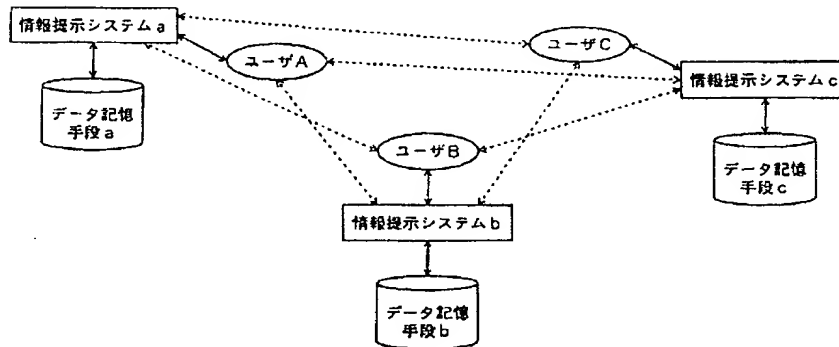 情報提示システムa
ユーザA
ユーザC
情報提示システムc
データ記憶
手段a
ユーザB
データ記憶
手段c
情報提示システムb
データ記憶
手段b